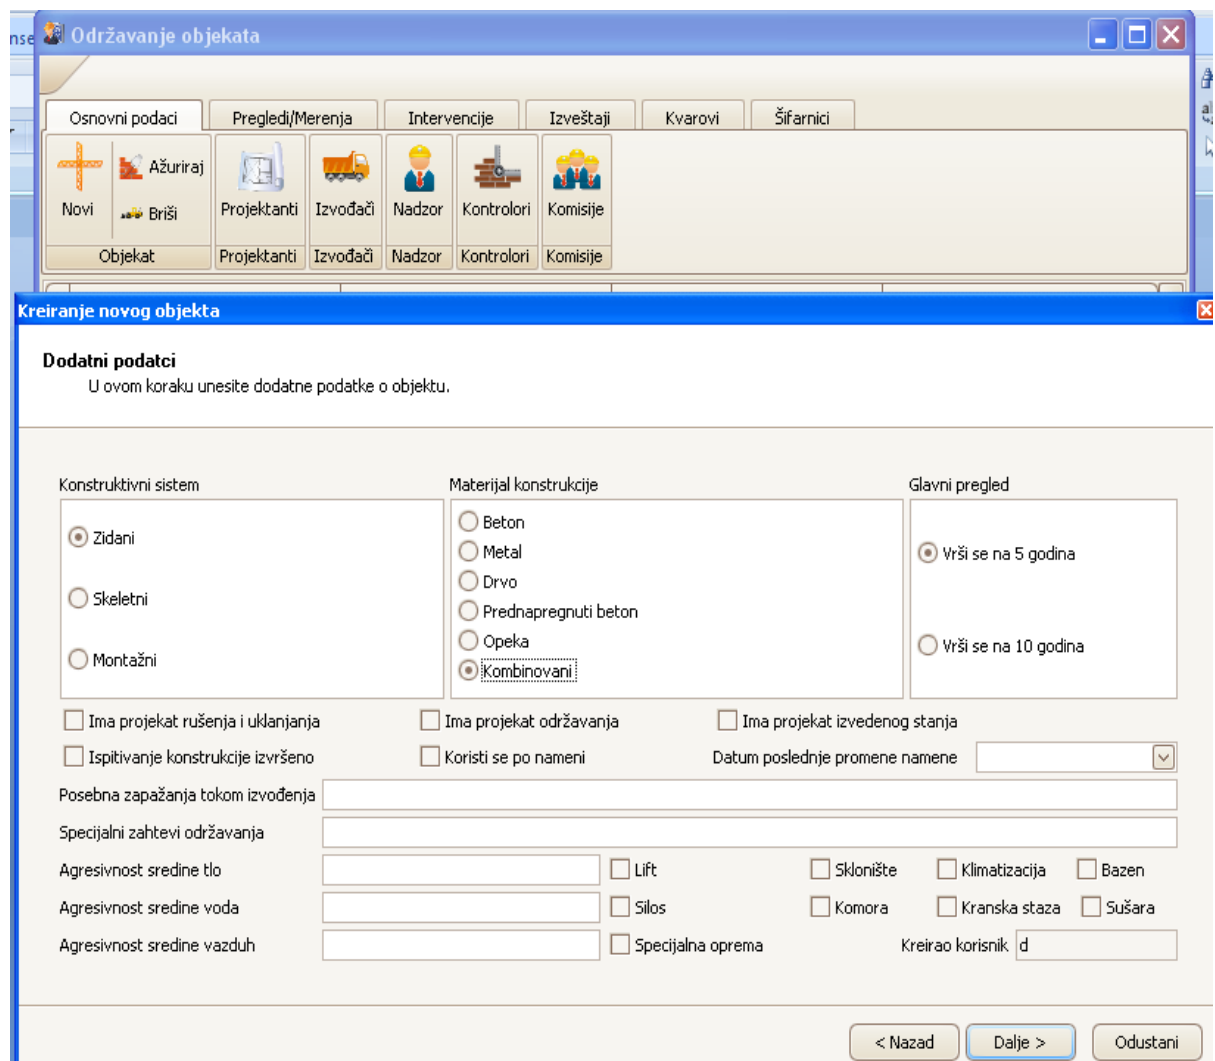 nse
Održavanje objekata
Osnovni podaci Pregledi/Merenja Intervencije Izveštaji Kvarovi Šifarnici
Ažuriraj
Novi Briši Projektanti Izvođači Nadzor Kontrolori Komisije
Objekat Projektanti Izvođači Nadzor Kontrolori Komisije
Kreiranje novog objekta
Dodatni podatci
U ovom koraku unesite dodatne podatke o objektu.
Konstruktivni sistem Materijal konstrukcije Glavni pregled
Beton
Zidani
Metal Vrši se na 5 godina
Drvo
Skeletni
Prednapregnuti beton
Opeka Vrši se na 10 godina
Montažni
Kombinovani
Ima projekat rušenja i uklanjanja Ima projekat održavanja Ima projekat izvedenog stanja
Ispitivanje konstrukcije izvršeno Koristi se po nameni Datum poslednje promene namene
Posebna zapažanja tokom izvođenja
Specijalni zahtevi održavanja
Agresivnost sredine tlo Lift Sklonište Klimatizacija Bazen
Agresivnost sredine voda Silos Komora Kranska staza Sušara
Agresivnost sredine vazduh Specijalna oprema Kreirao korisnik d
< Nazad Dalje > Odustani